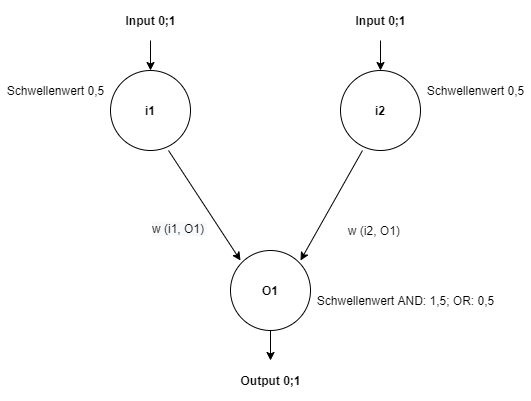 Input 0;1
Input 0;1
Schwellenwert 0,5
Schwellenwert 0,5
i1
i2
w (i1, O1)
w (i2, O1)
O1
Schwellenwert AND: 1,5; OR: 0,5
Output 0;1